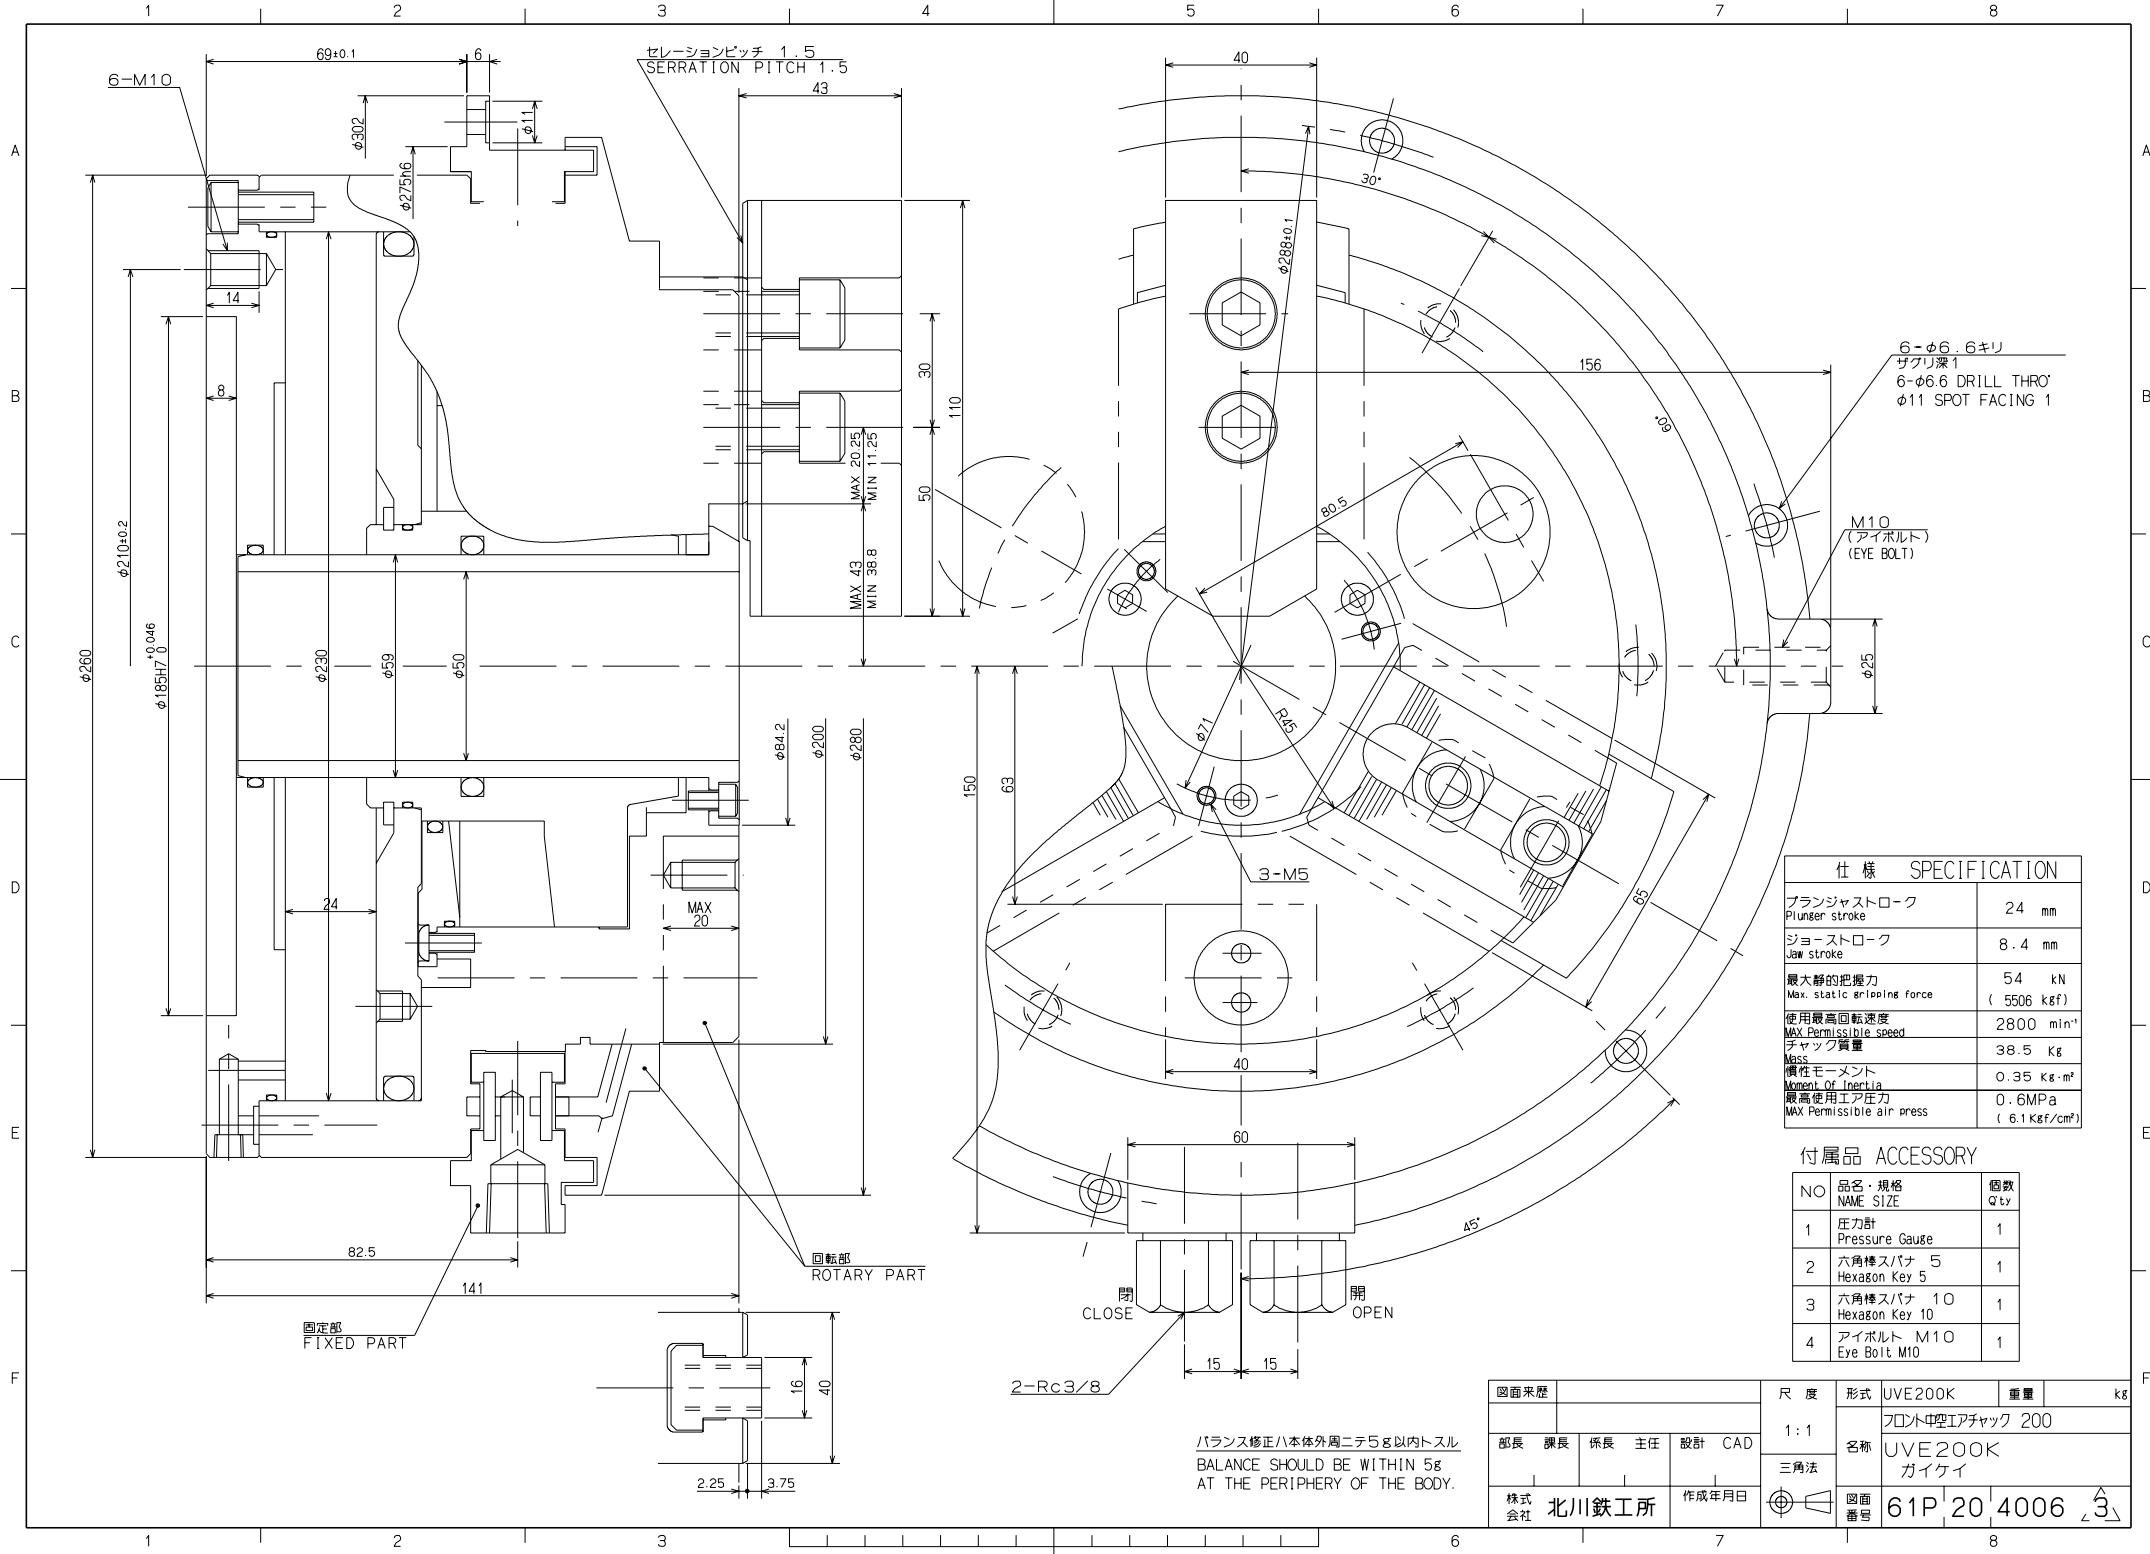 1 2 3 4 5 6 7 8
A
B
C
D
E
F
A
B
C
D
E
F
69±0.1
6
6-M10
φ302
φ11
φ275h6
セレーションピッチ 1.5
SERRATION PITCH 1.5
43
14
8
φ260
φ210±0.2
φ185H7 +0.046 0
φ230
φ59
φ50
30
110
50
MAX 20.25
MIN 11.25
MAX 43
MIN 38.8
φ84.2
φ200
φ280
24
MAX
20
82.5
141
回転部
ROTARY PART
固定部
FIXED PART
16
40
2.25
3.75
40
30°
φ288±0.1
156
60°
80.5
6-φ6.6キリ
ザグリ深1
6-φ6.6 DRILL THRO'
φ11 SPOT FACING 1
M10
(アイボルト)
(EYE BOLT)
φ25
φ71
R45
150
63
3-M5
65
40
60
45°
閉
CLOSE
開
OPEN
15
15
2-Rc3/8
バランス修正ハ本体外周ニテ5g以内トスル
BALANCE SHOULD BE WITHIN 5g
AT THE PERIPHERY OF THE BODY.
仕 様 SPECIFICATION
プランジャストローク
Plunger stroke
24 mm
ジョーストローク
Jaw stroke
8.4 mm
最大静的把握力
Max. static gripping force
54 kN
( 5506 kgf)
使用最高回転速度
MAX Permissible speed
2800 min⁻¹
チャック質量
Mass
38.5 Kg
慣性モーメント
Moment Of Inertia
0.35 Kg·m²
最高使用エア圧力
MAX Permissible air press
0.6MPa
( 6.1Kgf/cm²)
付属品 ACCESSORY
NO
品名・規格
NAME SIZE
個数
Q'ty
1
圧力計
Pressure Gauge
1
2
六角棒スパナ 5
Hexagon Key 5
1
3
六角棒スパナ 10
Hexagon Key 10
1
4
アイボルト M10
Eye Bolt M10
1
図面来歴
尺 度
1:1
三角法
形式
UVE200K
重量
kg
フロント中空エアチャック 200
名称
UVE200K
ガイケイ
部長 課長 係長 主任 設計 CAD
株式会社 北川鉄工所
作成年月日
図面番号
61P 20 4006 3
1 2 3 6 7 8